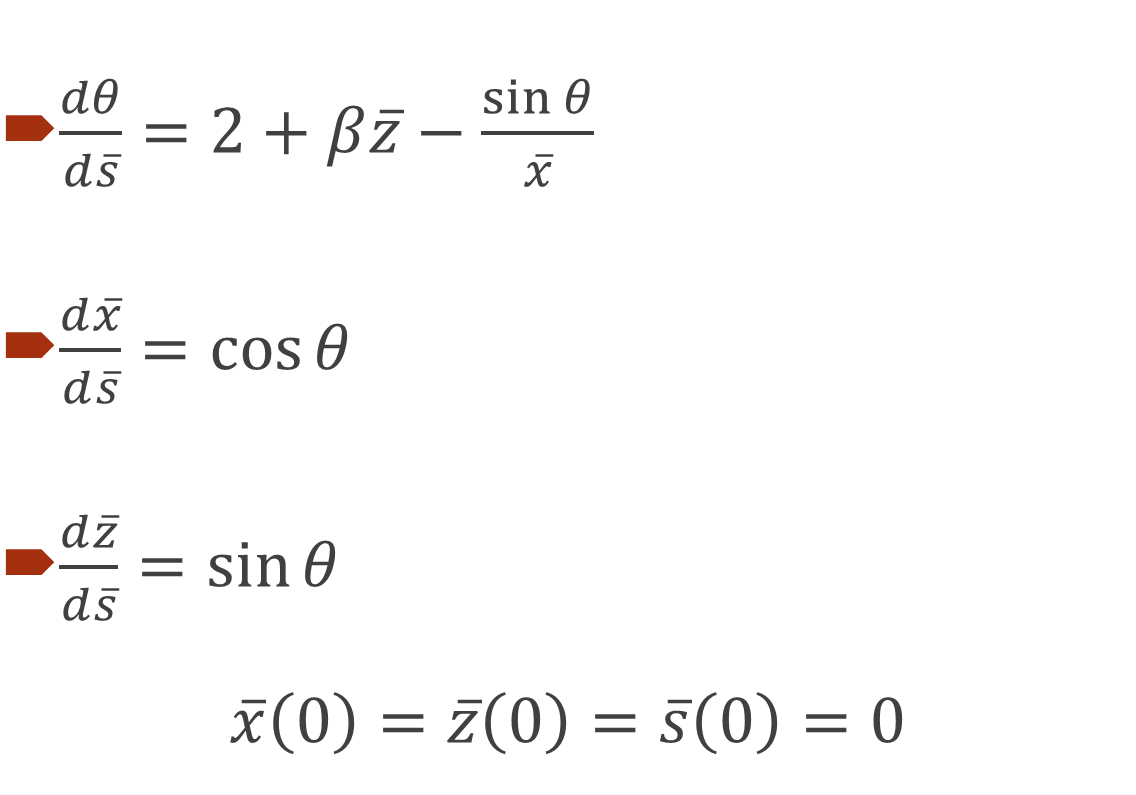 dθ/ds̄ = 2 + βz̄ − sin θ/x̄
dx̄/ds̄ = cos θ
dz̄/ds̄ = sin θ
x̄(0) = z̄(0) = s̄(0) = 0